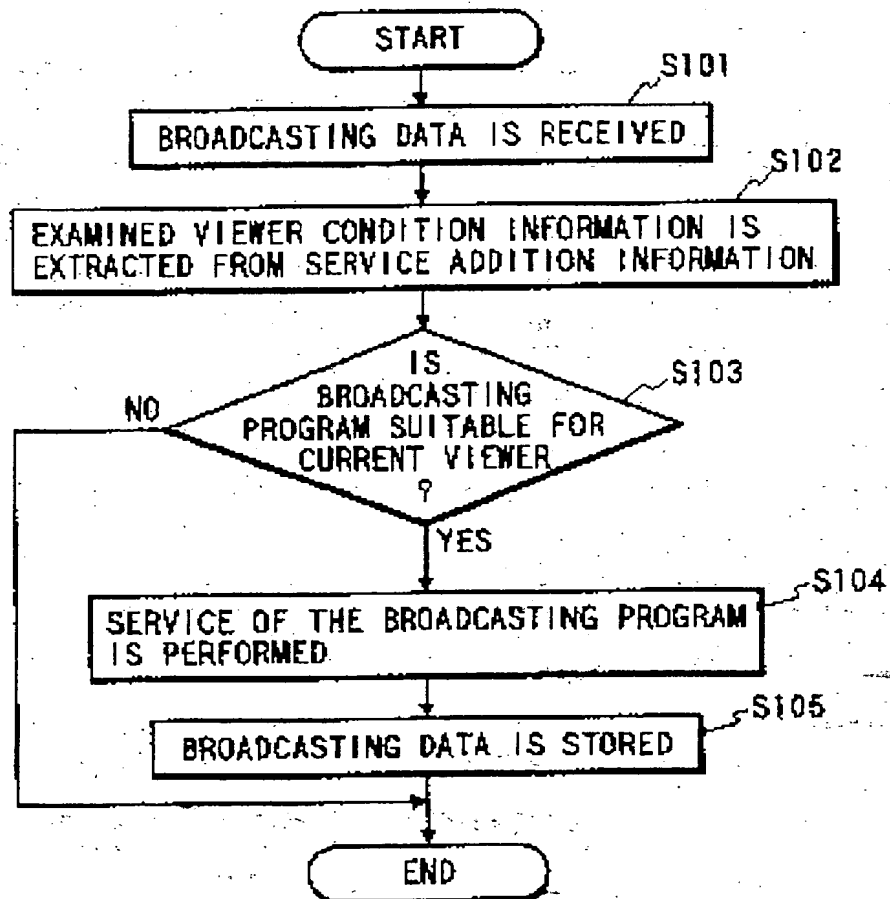 START
S101
BROADCASTING DATA IS RECEIVED
S102
EXAMINED VIEWER CONDITION INFORMATION IS
EXTRACTED FROM SERVICE ADDITION INFORMATION
IS
BROADCASTING
PROGRAM SUITABLE FOR
CURRENT VIEWER
?
S103
NO
YES
S104
SERVICE OF THE BROADCASTING PROGRAM
IS PERFORMED
S105
BROADCASTING DATA IS STORED
END